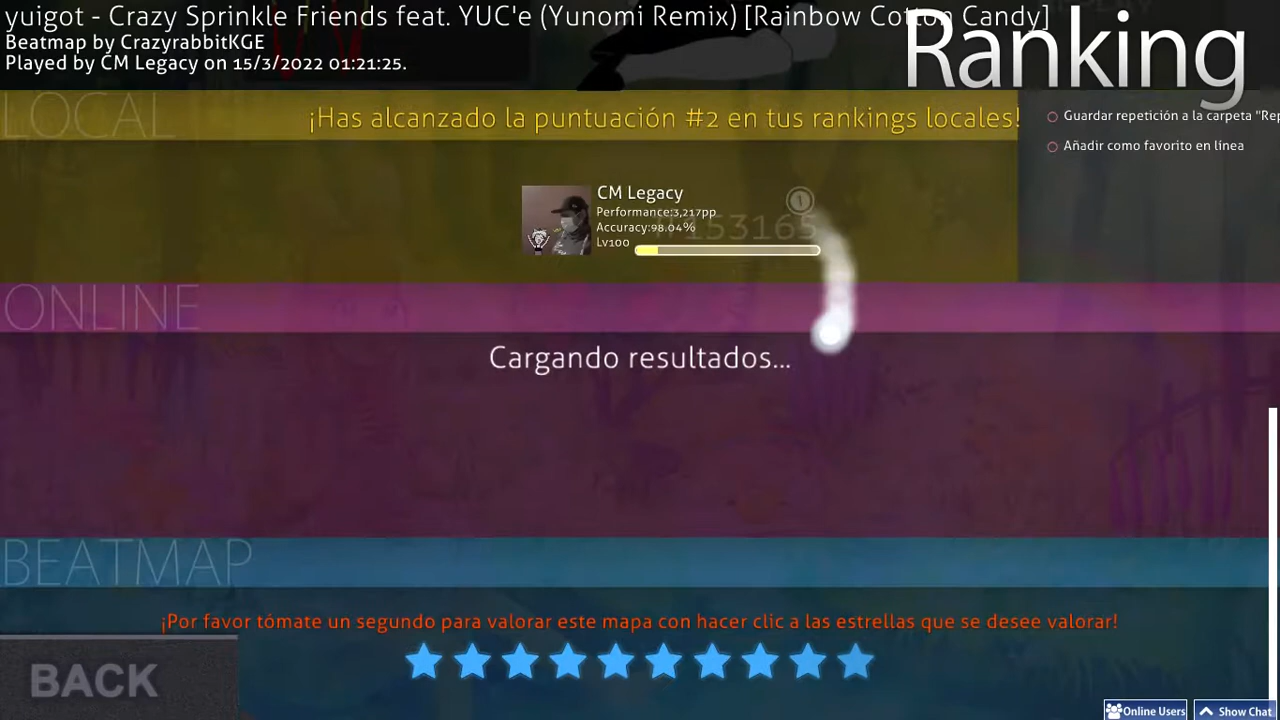 yuigot - Crazy Sprinkle Friends feat. YUC'e (Yunomi Remix) [Rainbow Cotton Candy]
Beatmap by CrazyrabbitKGE
Played by CM Legacy on 15/3/2022 01:21:25.
Ranking
LOCAL
¡Has alcanzado la puntuación #2 en tus rankings locales!
Guardar repetición a la carpeta "Rep
Añadir como favorito en línea
CM Legacy
1
Performance:3,217pp
Accuracy:98.04%
Lv100
ONLINE
Cargando resultados...
BEATMAP
¡Por favor tómate un segundo para valorar este mapa con hacer clic a las estrellas que se desee valorar!
BACK
Online Users
Show Chat